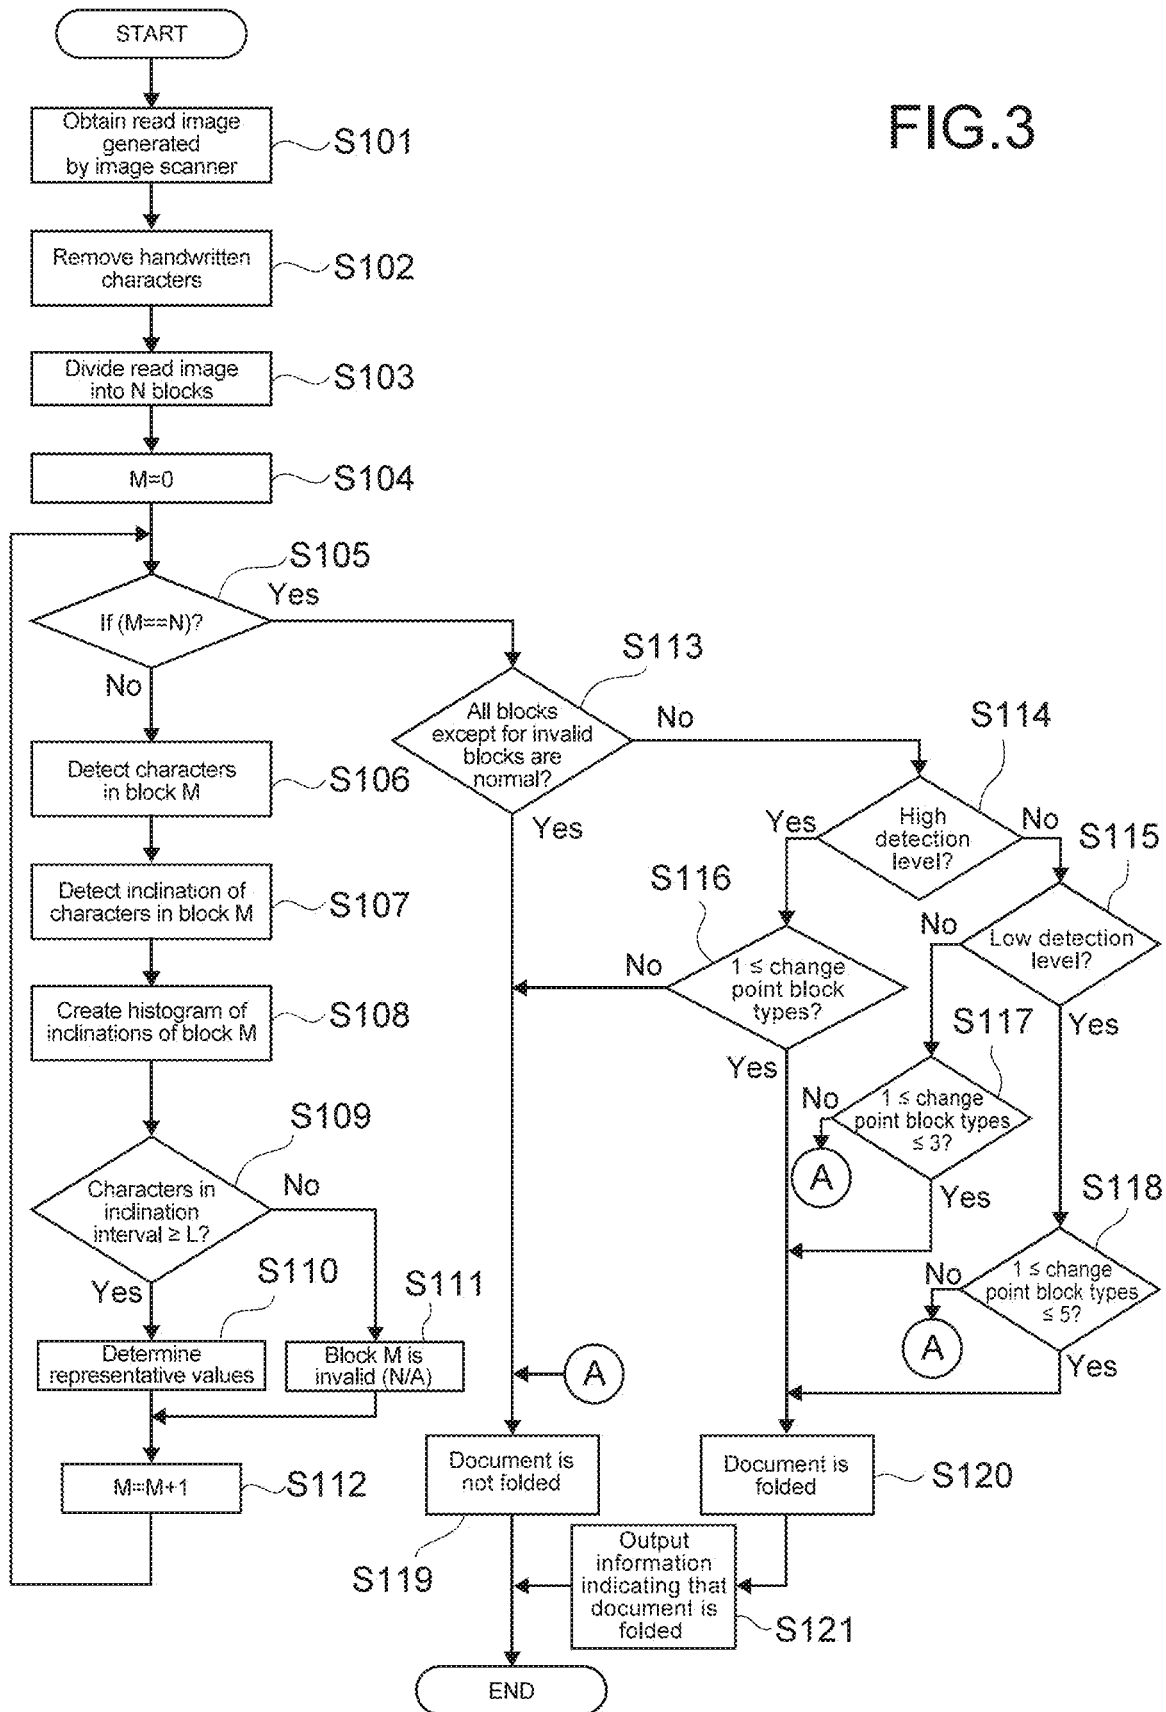 START
FIG.3
Obtain read image
generated
by image scanner
S101
Remove handwritten
characters
S102
Divide read image
into N blocks
S103
M=0
S104
S105
If (M==N)?
Yes
No
S113
All blocks
except for invalid
blocks are
normal?
No
Yes
Detect characters
in block M
S106
S114
High
detection
level?
Yes
No
S115
Low detection
level?
No
Yes
Detect inclination of
characters in block M
S107
S116
1 ≤ change
point block
types?
No
Yes
Create histogram of
inclinations of block M
S108
S117
1 ≤ change
point block types
≤ 3?
No
Yes
A
S109
Characters in
inclination
interval ≥ L?
No
Yes
S118
1 ≤ change
point block types
≤ 5?
No
Yes
A
S110
Determine
representative values
S111
Block M is
invalid (N/A)
A
M=M+1
S112
Document is
not folded
S119
Document is
folded
S120
Output
information
indicating that
document is
folded
S121
END